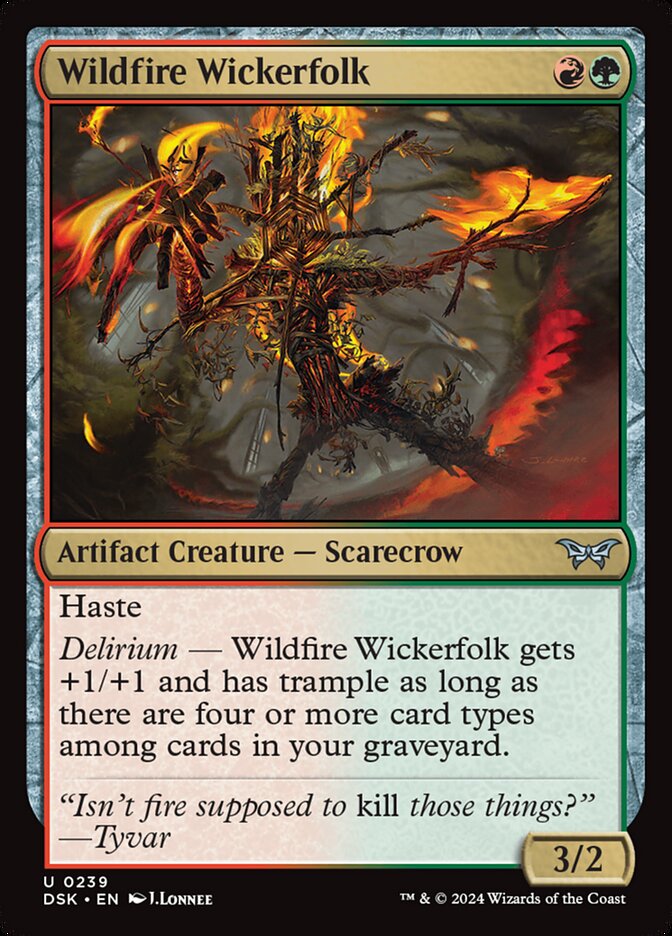 Wildfire Wickerfolk
J. LONNEE
Artifact Creature — Scarecrow
Haste
Delirium — Wildfire Wickerfolk gets
+1/+1 and has trample as long as
there are four or more card types
among cards in your graveyard.
“Isn’t fire supposed to kill those things?”
—Tyvar
3/2
U 0239
DSK • EN J.Lonnee
™ & © 2024 Wizards of the Coast